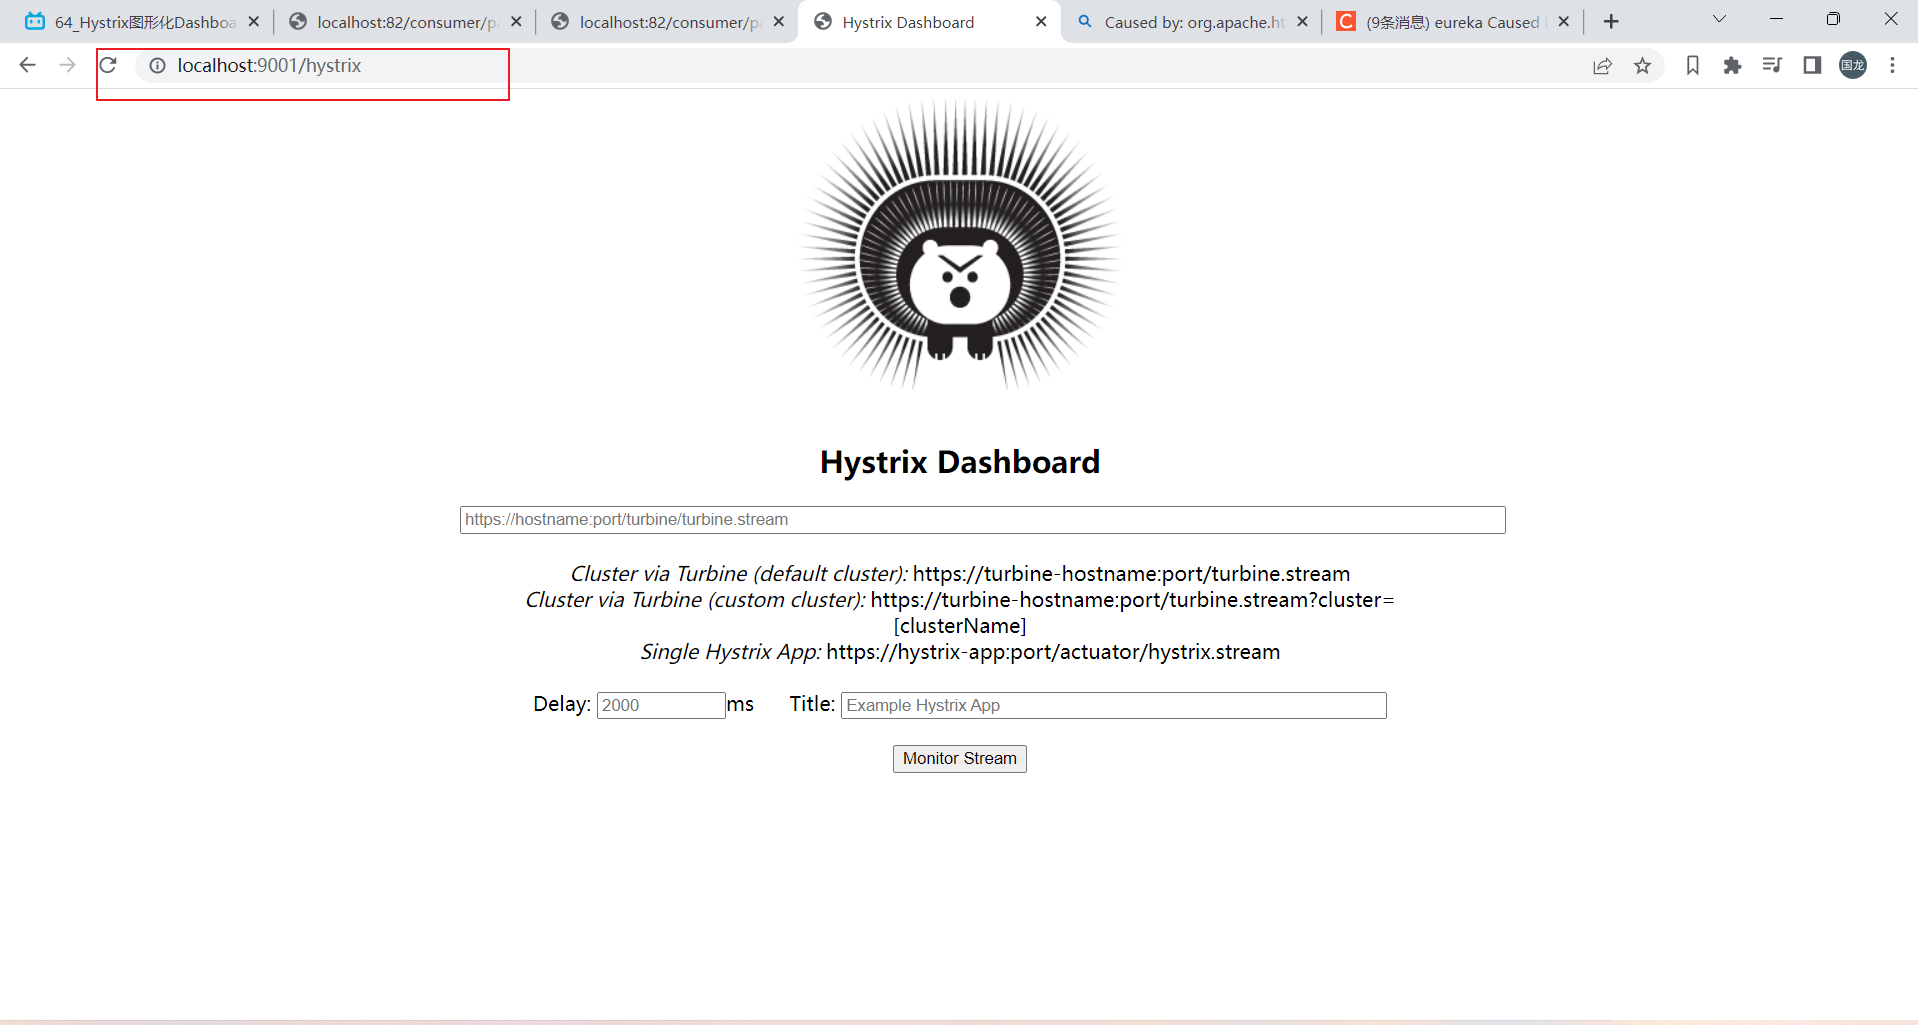 64_Hystrix图形化Dashboa
localhost:82/consumer/pa
localhost:82/consumer/pa
Hystrix Dashboard
Caused by: org.apache.ht
(9条消息) eureka Caused
localhost:9001/hystrix
国龙
Hystrix Dashboard
https://hostname:port/turbine/turbine.stream
Cluster via Turbine (default cluster): https://turbine-hostname:port/turbine.stream
Cluster via Turbine (custom cluster): https://turbine-hostname:port/turbine.stream?cluster=
[clusterName]
Single Hystrix App: https://hystrix-app:port/actuator/hystrix.stream
Delay: 2000 ms Title: Example Hystrix App
Monitor Stream